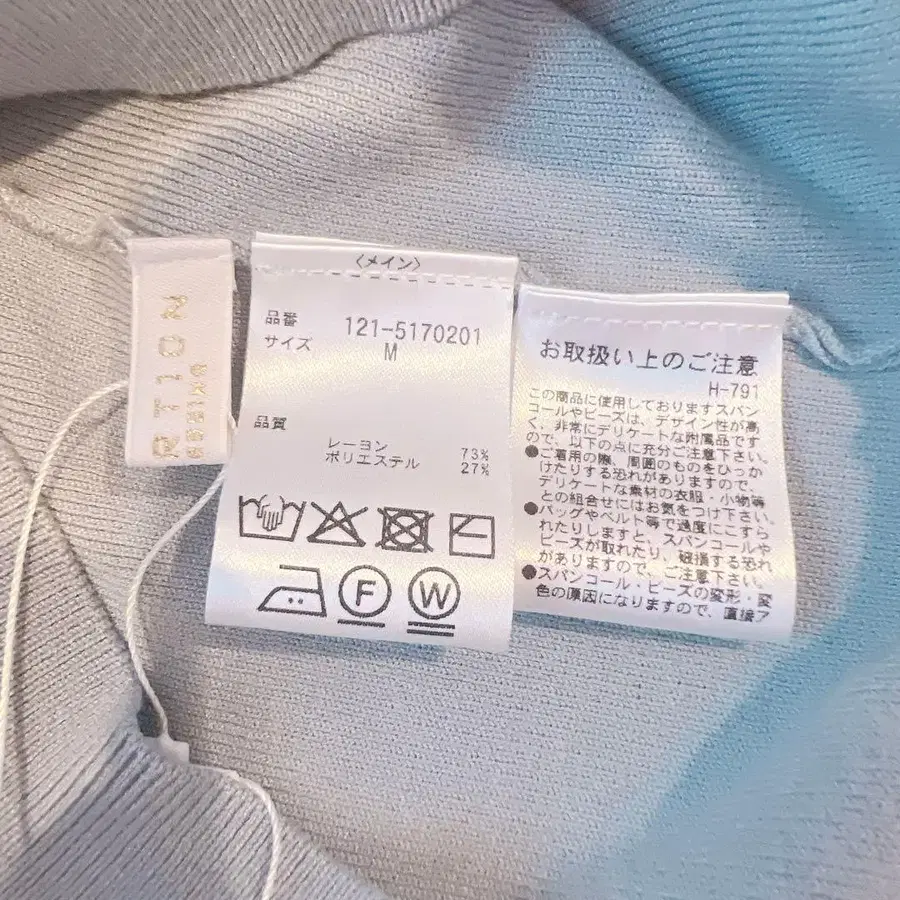 〈メイン〉
品番 121-5170201
サイズ M
品質
レーヨン 73%
ポリエステル 27%
F
W
お取扱い上のご注意
H-791
この商品に使用しておりますスパン
コールやビーズは、デザイン性が高
く、非常にデリケートな附属品です
ので、以下の点に充分ご注意下さい。
●ご着用の際、周囲のものをひっか
けたりする恐れがありますので、
デリケートな素材の衣服・小物等
との組合せにはお気をつけ下さい。
●バッグやベルト等で過度にこすら
れたりしますと、スパンコールや
ビーズが取れたり、破損する恐れ
がありますので、ご注意下さい。
●スパンコール・ビーズの変形・変
色の原因になりますので、直接ア